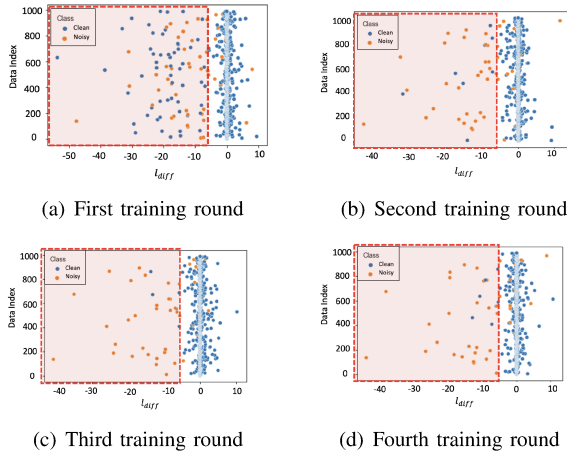 Class
Clean
Noisy
Data Index
1000
800
600
400
200
0
-50 -40 -30 -20 -10 0 10
l_diff
(a) First training round
Class
Clean
Noisy
Data Index
1000
800
600
400
200
0
-40 -30 -20 -10 0 10
l_diff
(b) Second training round
Class
Clean
Noisy
Data Index
1000
800
600
400
200
0
-40 -30 -20 -10 0 10
l_diff
(c) Third training round
Class
Clean
Noisy
Data Index
1000
800
600
400
200
0
-40 -30 -20 -10 0 10
l_diff
(d) Fourth training round